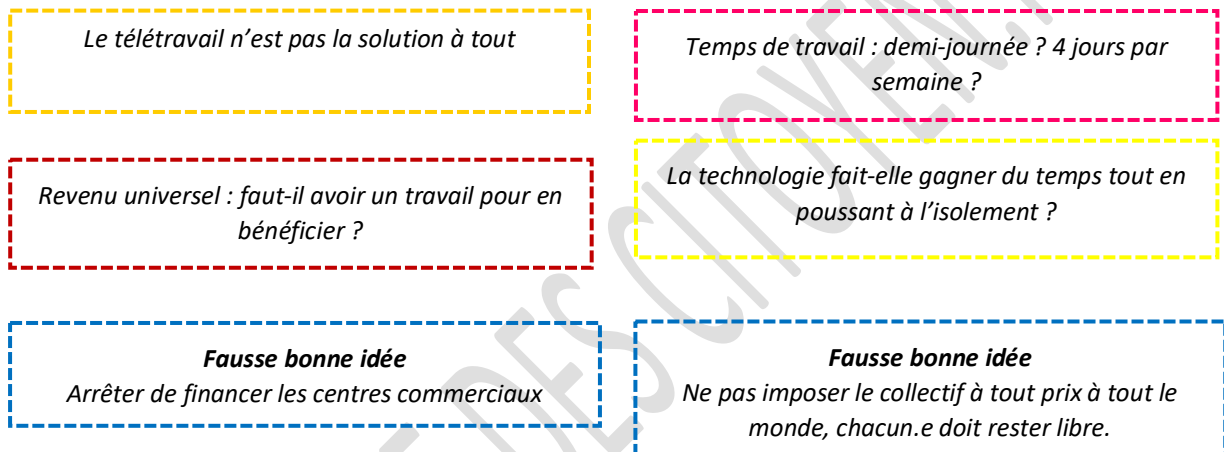 Le télétravail n’est pas la solution à tout
Temps de travail : demi-journée ? 4 jours par
semaine ?
Revenu universel : faut-il avoir un travail pour en
bénéficier ?
La technologie fait-elle gagner du temps tout en
poussant à l’isolement ?
Fausse bonne idée
Arrêter de financer les centres commerciaux
Fausse bonne idée
Ne pas imposer le collectif à tout prix à tout le
monde, chacun.e doit rester libre.
DES CITOYEN